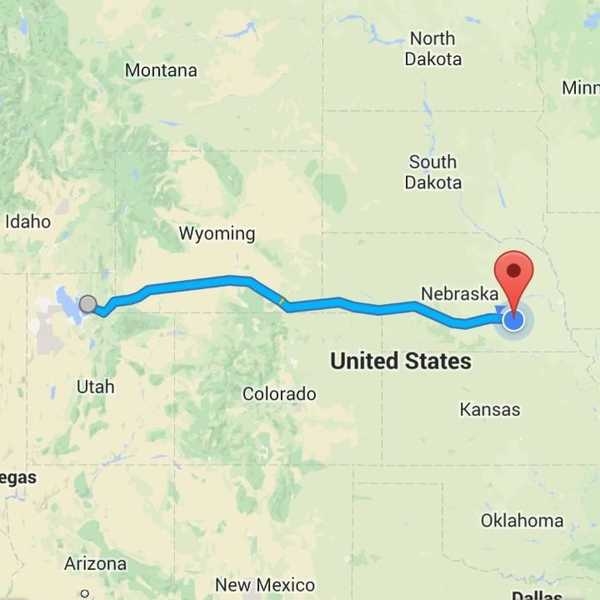 North
Dakota
Montana
Minn
South
Dakota
Idaho
Wyoming
Nebraska
United States
Utah
Colorado
Kansas
egas
Oklahoma
Arizona
New Mexico
Dallas